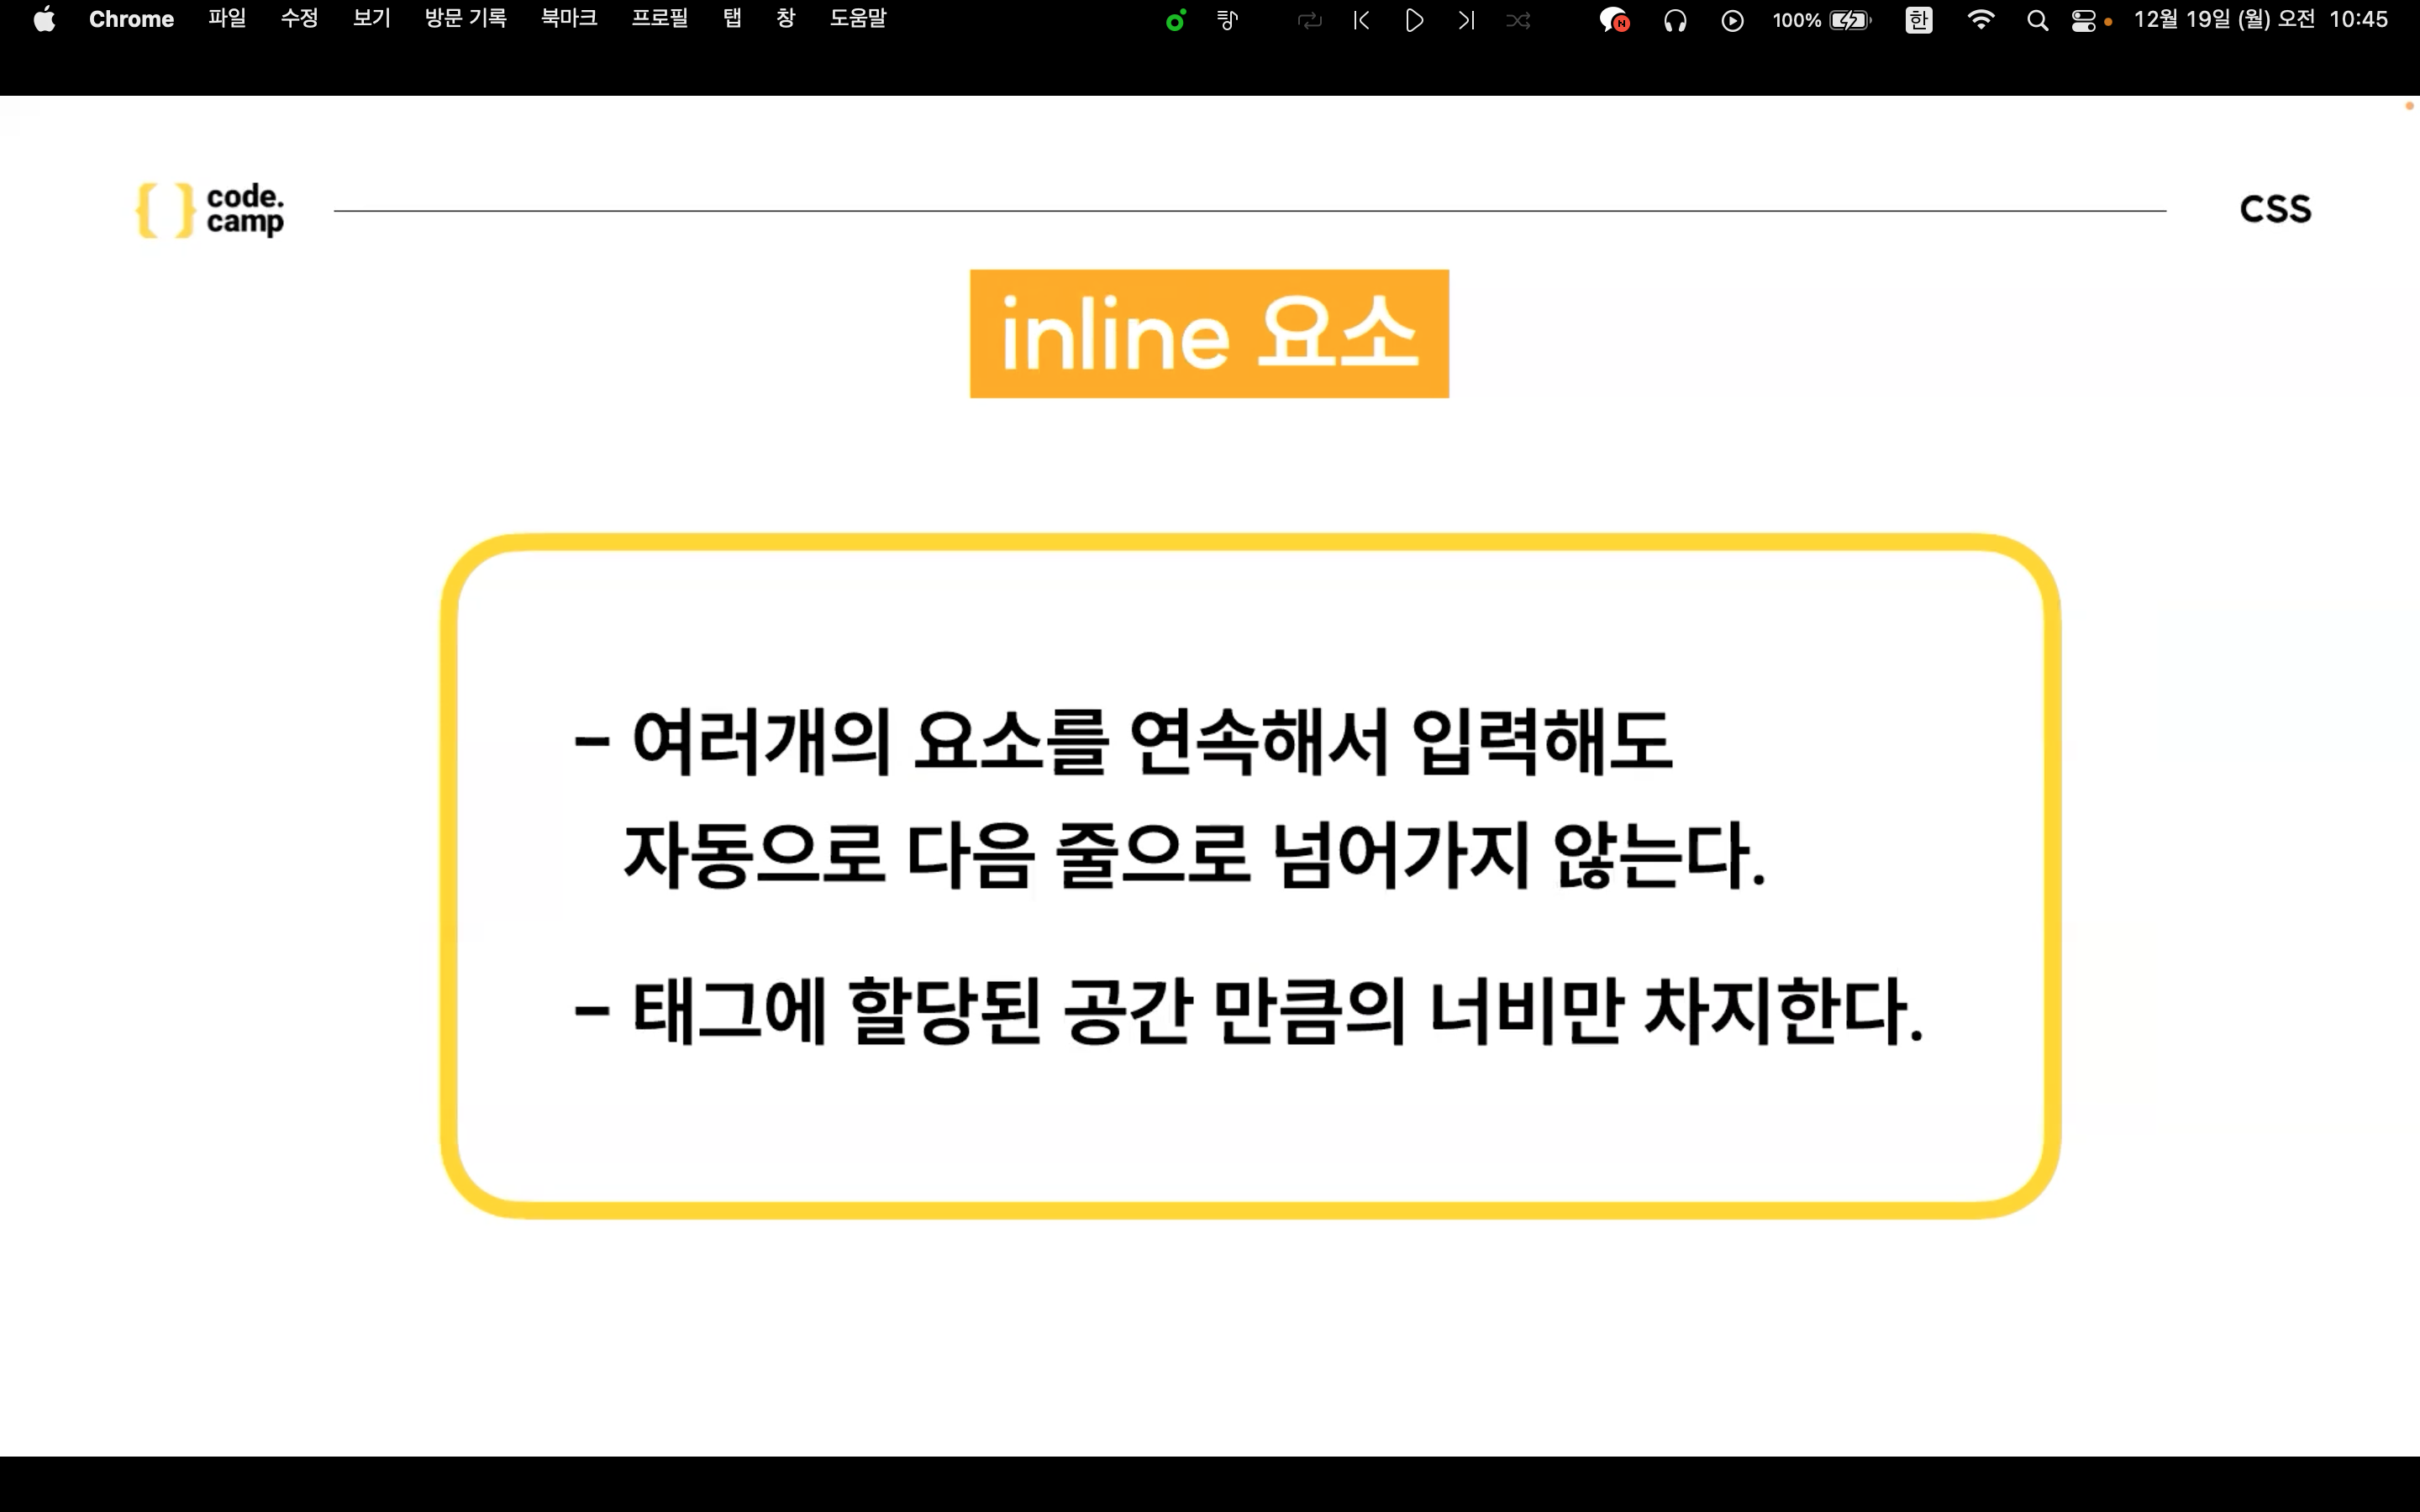 Chrome 파일 수정 보기 방문 기록 북마크 프로필 탭 창 도움말 N 100% 한 12월 19일 (월) 오전 10:45
{ } code.
camp
CSS
inline 요소
- 여러개의 요소를 연속해서 입력해도
자동으로 다음 줄으로 넘어가지 않는다.
- 태그에 할당된 공간 만큼의 너비만 차지한다.